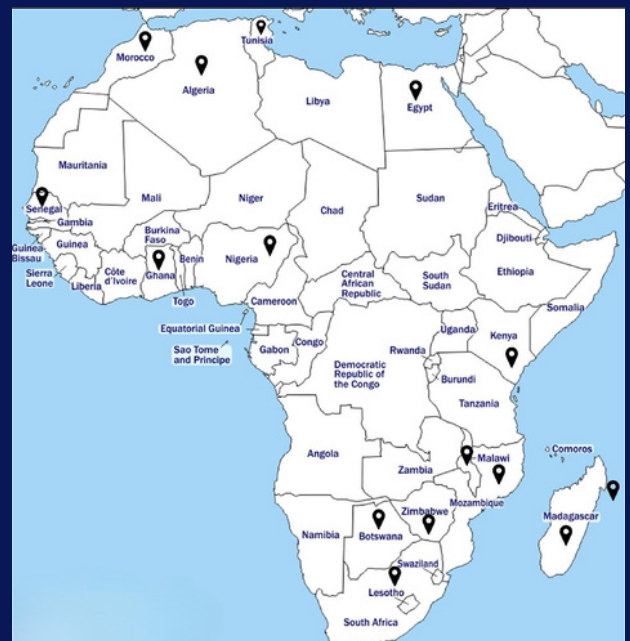 Tunisia
Morocco
Algeria
Libya
Egypt
Mauritania
Mali
Niger
Chad
Sudan
Eritrea
Senegal
Gambia
Burkina
Faso
Djibouti
Guinea
Guinea
Bissau
Sierra
Leone
Liberia
Côte
d'Ivoire
Ghana
Togo
Benin
Nigeria
Cameroon
Central
African
Republic
South
Sudan
Ethiopia
Somalia
Equatorial Guinea
Sao Tome
and Principe
Gabon
Congo
Democratic
Republic of
the Congo
Uganda
Kenya
Rwanda
Burundi
Tanzania
Angola
Zambia
Malawi
Mozambique
Comoros
Madagascar
Zimbabwe
Namibia
Botswana
Swaziland
Lesotho
South Africa